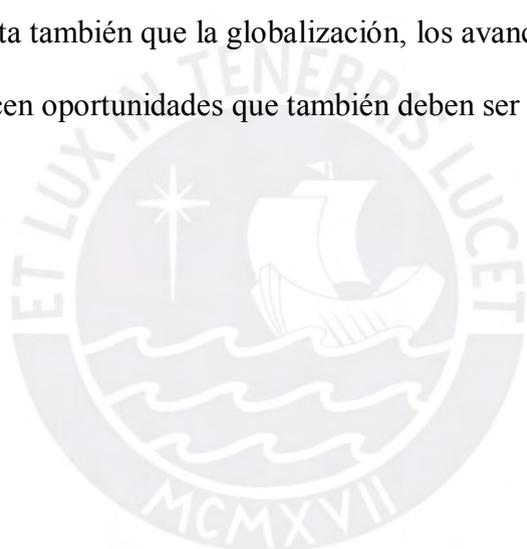 ta también que la globalización, los avanc
cen oportunidades que también deben ser
ET LUX IN TENEBRIS LUCET
MCMXVII